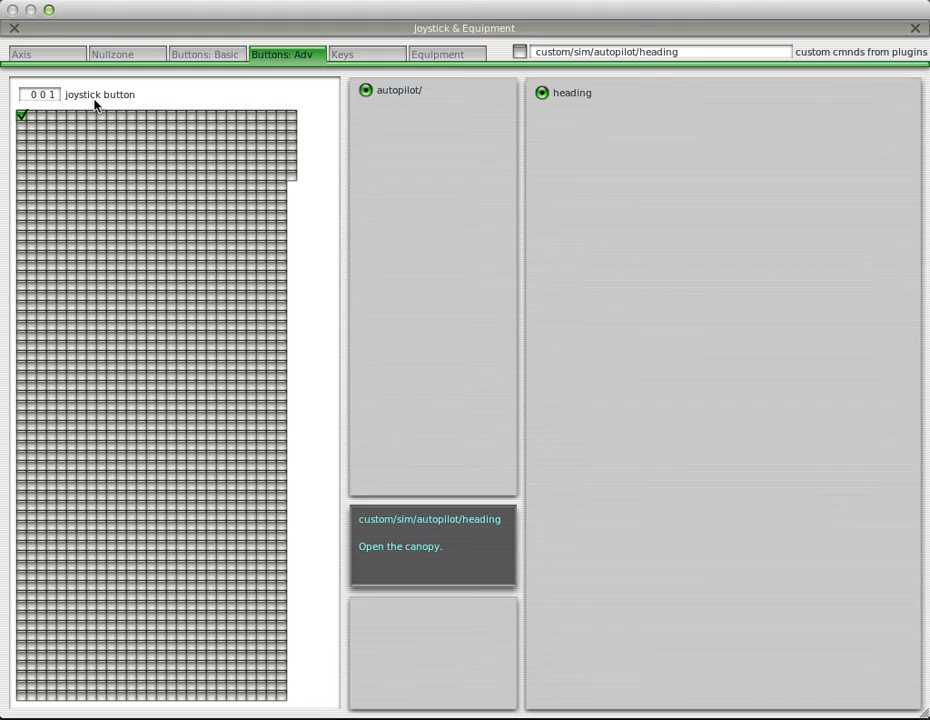 Joystick & Equipment
Axis
Nullzone
Buttons: Basic
Buttons: Adv
Keys
Equipment
custom/sim/autopilot/heading
custom cmnds from plugins
0 0 1 joystick button
autopilot/
heading
custom/sim/autopilot/heading
Open the canopy.